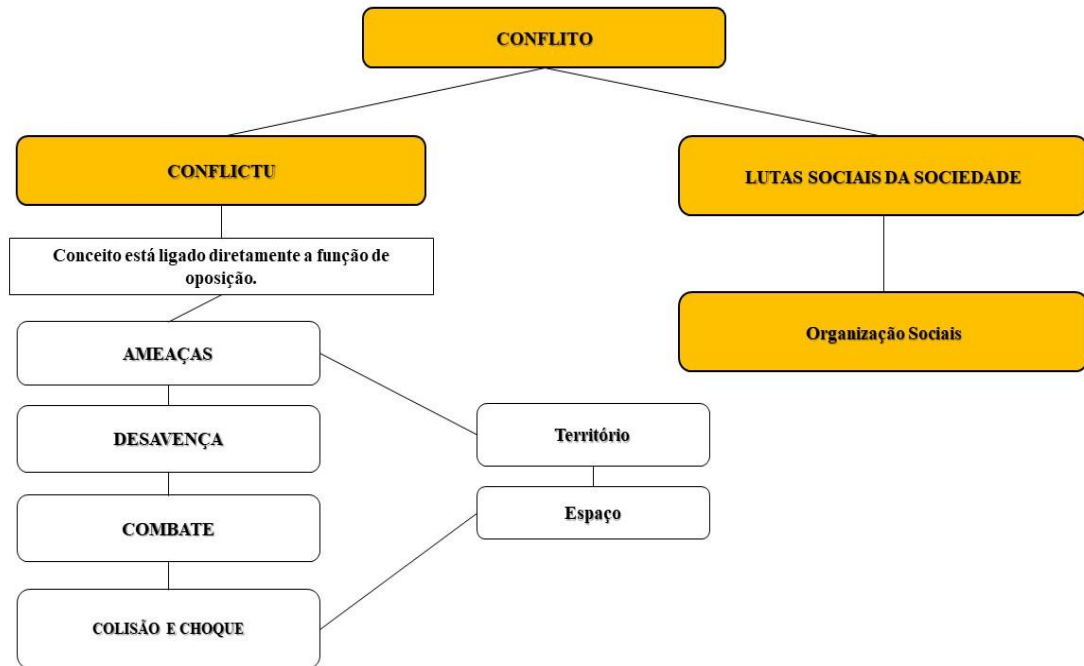 CONFLITO
CONFLICTU
LUTAS SOCIAIS DA SOCIEDADE
Conceito está ligado diretamente a função de
oposição.
Organização Sociais
AMEAÇAS
DESAVENÇA
Território
COMBATE
Espaço
COLISÃO E CHOQUE